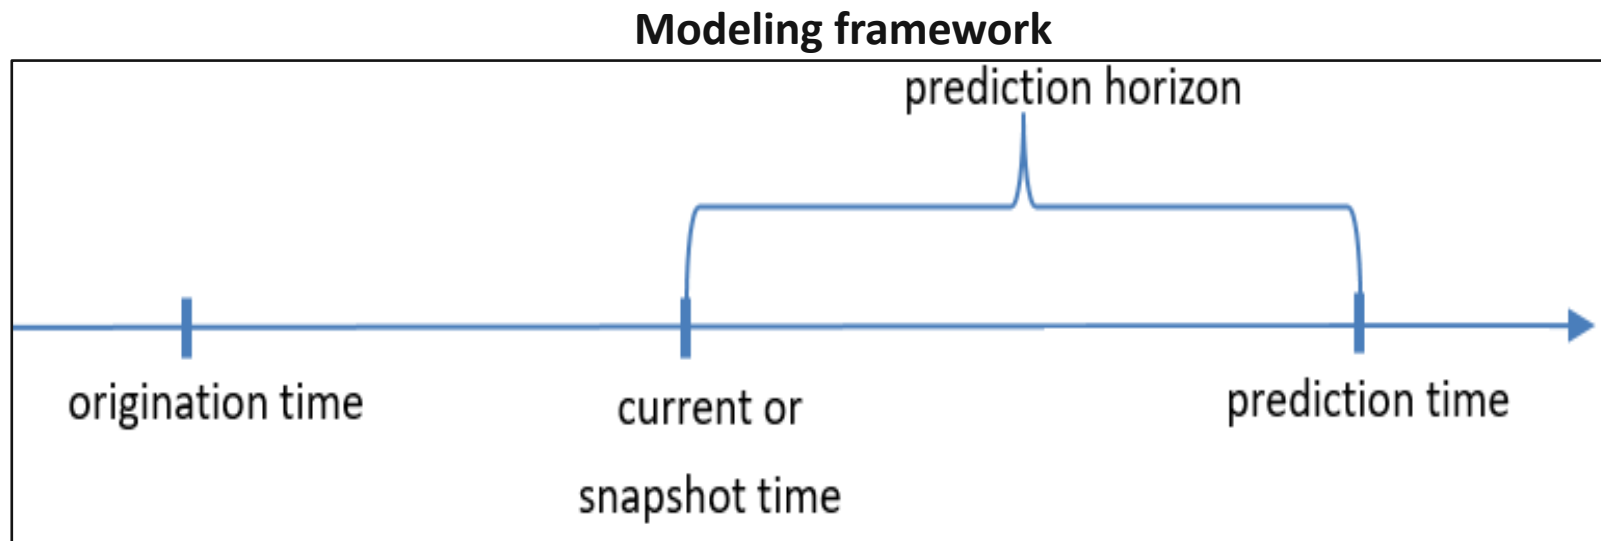 Modeling framework
prediction horizon
origination time
current or
snapshot time
prediction time